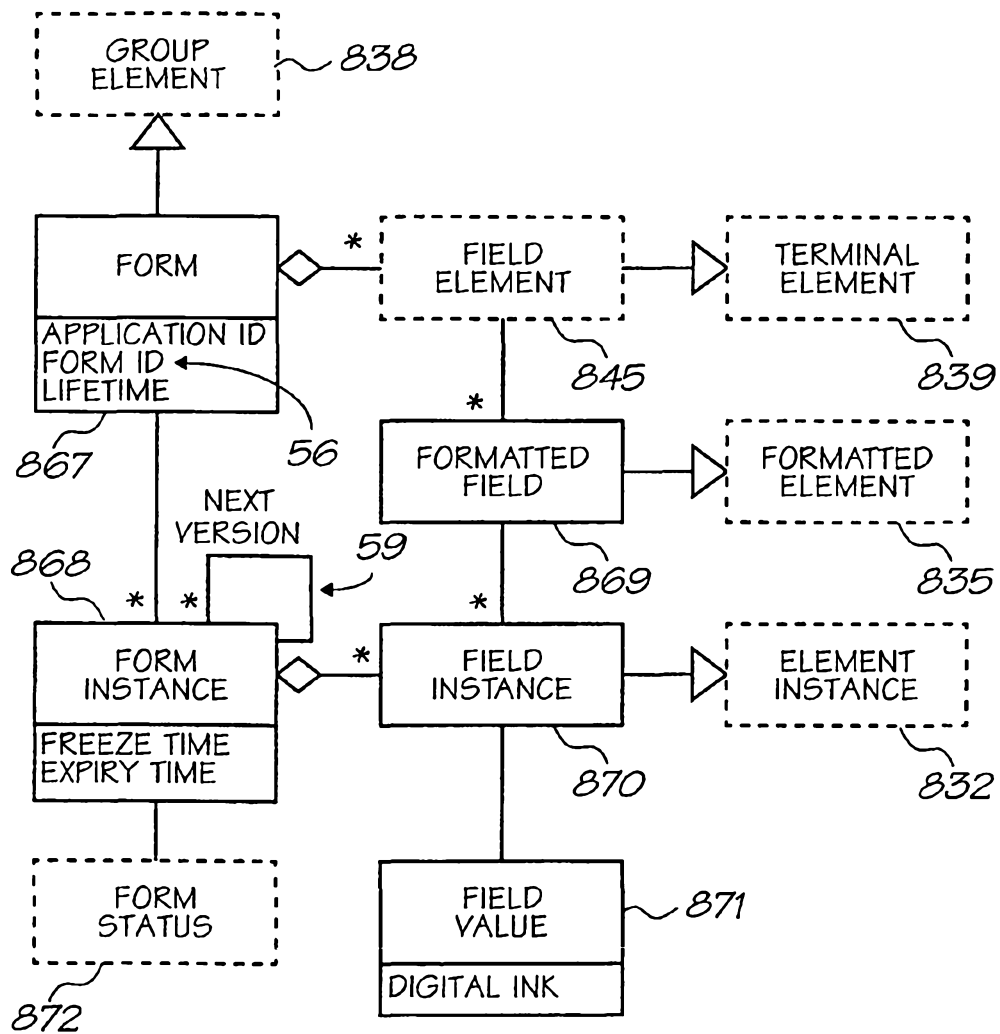 GROUP
ELEMENT
838
FORM
*
FIELD
ELEMENT
TERMINAL
ELEMENT
APPLICATION ID
FORM ID
LIFETIME
845
839
867
56
*
FORMATTED
FIELD
FORMATTED
ELEMENT
NEXT
VERSION
59
869
835
868
*
*
*
FORM
INSTANCE
*
FIELD
INSTANCE
ELEMENT
INSTANCE
FREEZE TIME
EXPIRY TIME
870
832
FORM
STATUS
FIELD
VALUE
871
DIGITAL INK
872